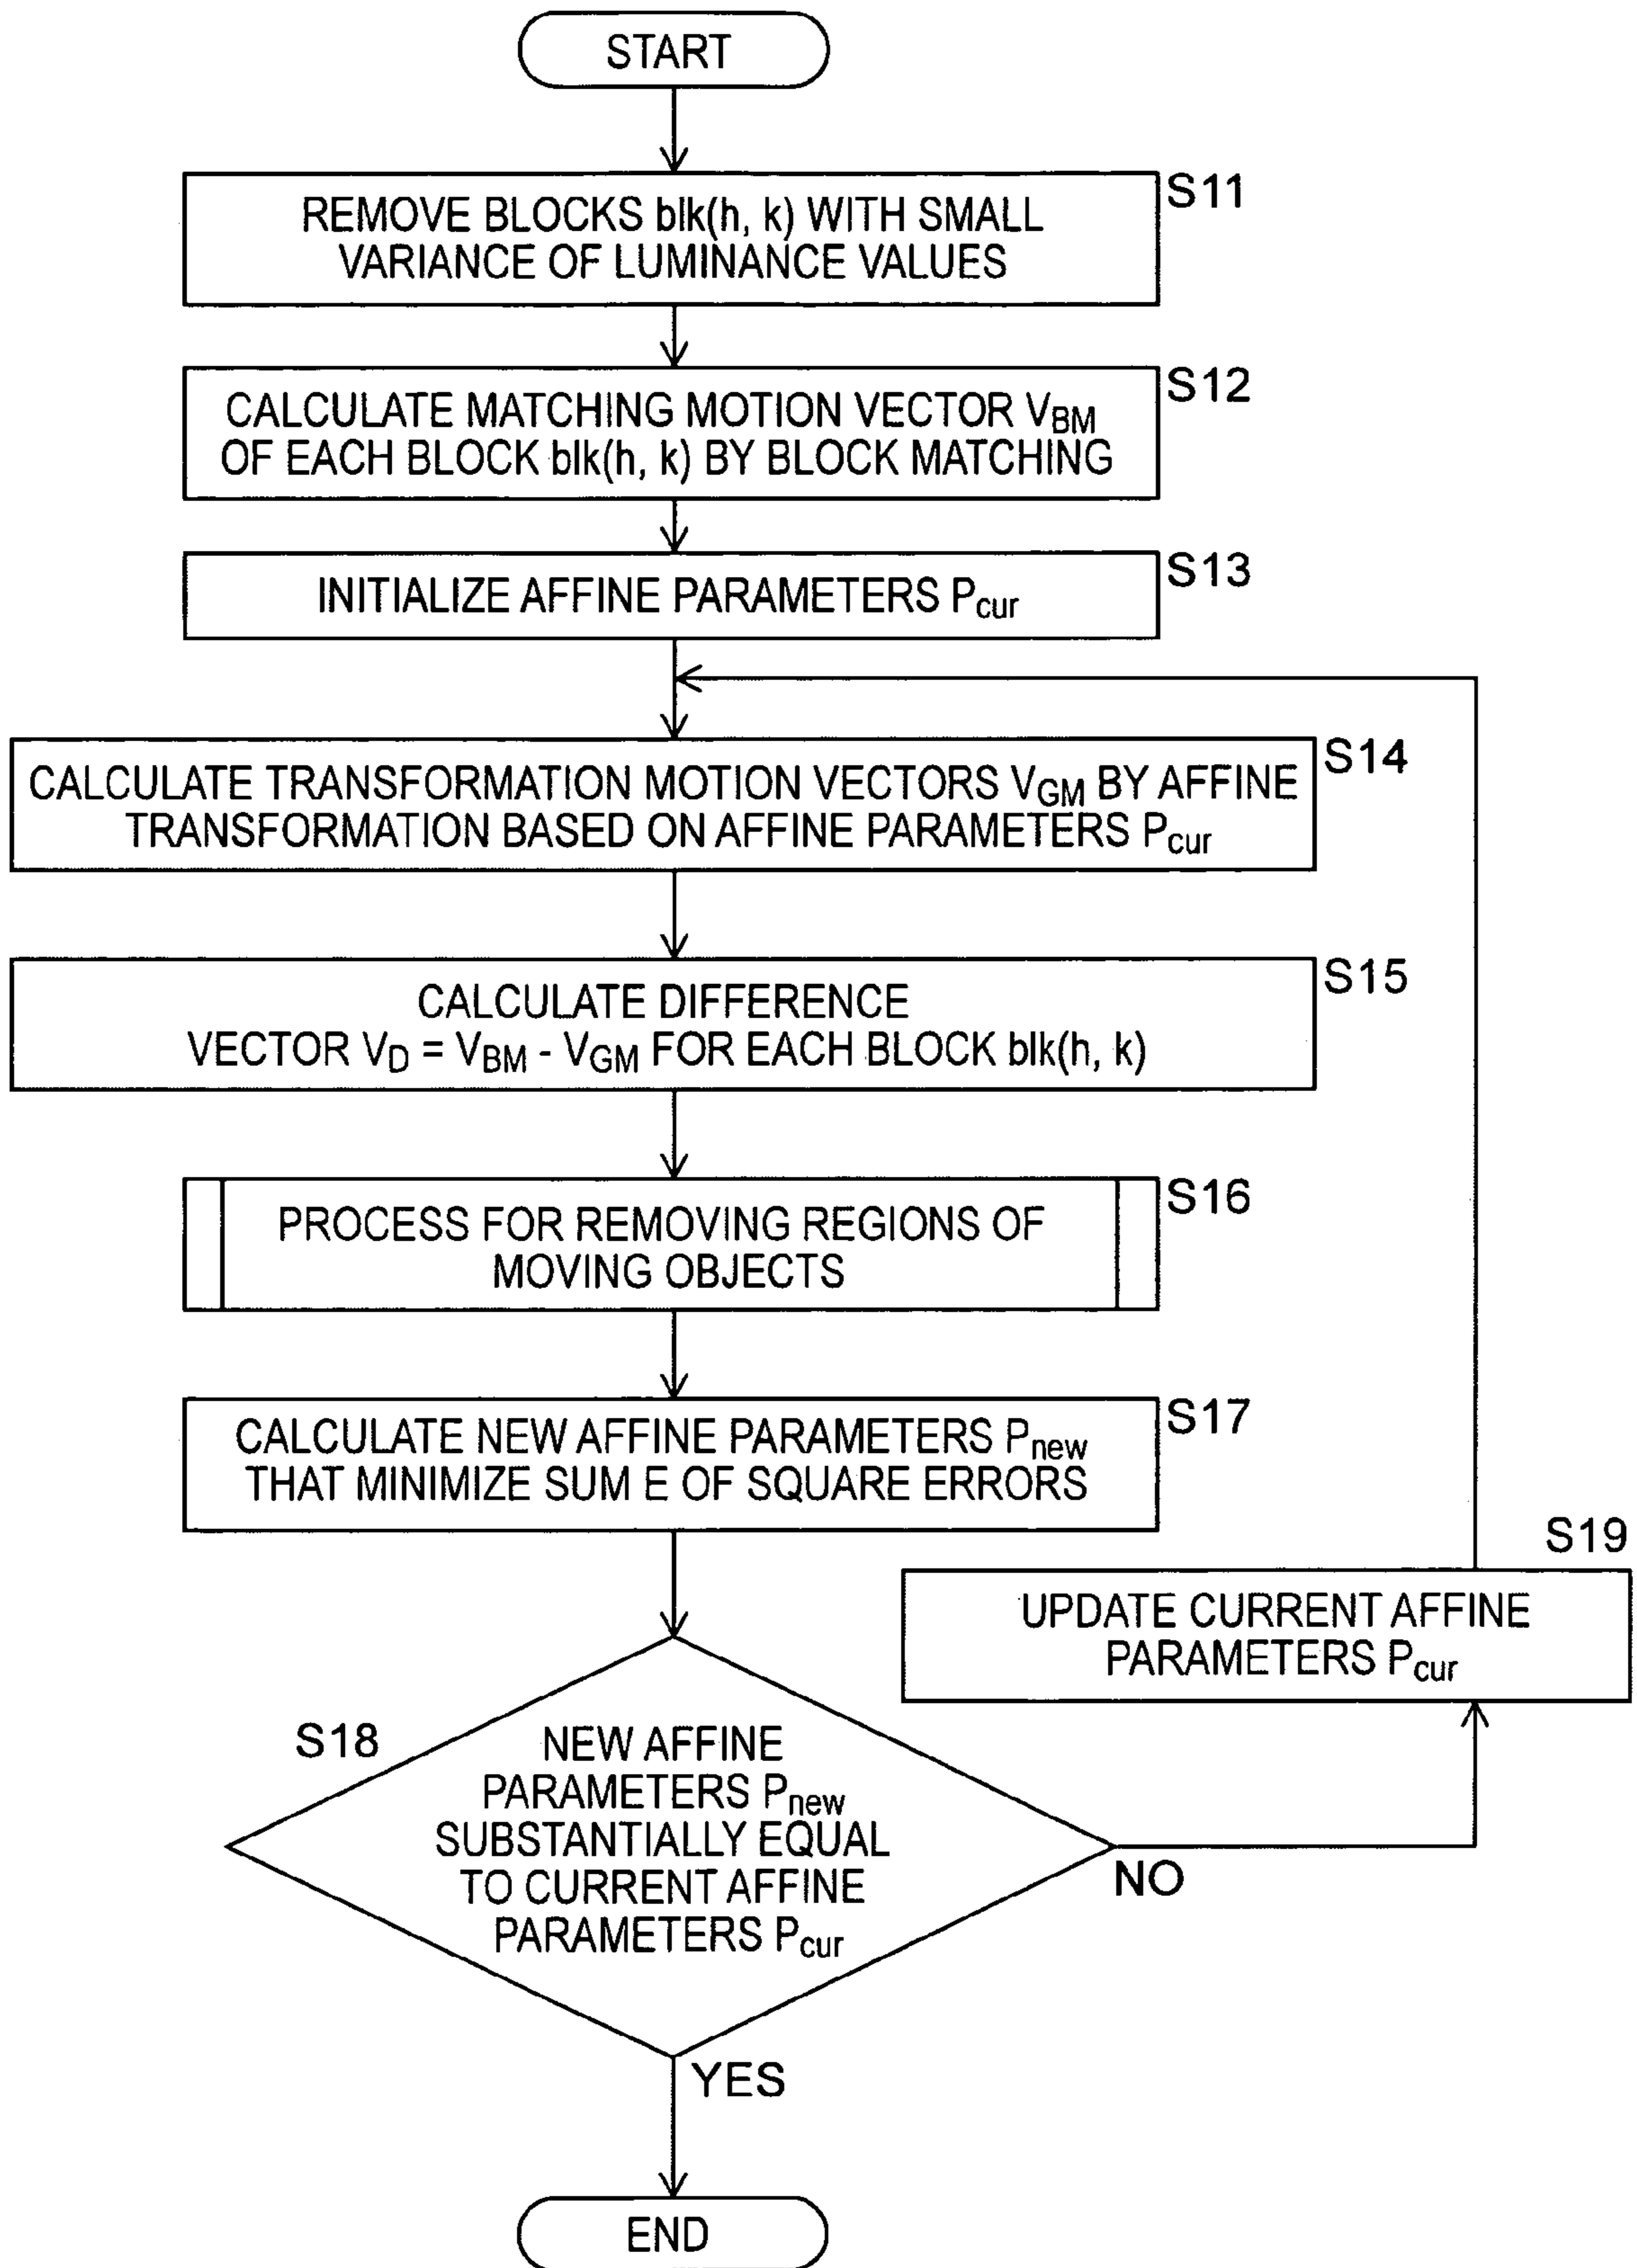 START
S11
REMOVE BLOCKS blk(h, k) WITH SMALL
VARIANCE OF LUMINANCE VALUES
S12
CALCULATE MATCHING MOTION VECTOR VBM
OF EACH BLOCK blk(h, k) BY BLOCK MATCHING
S13
INITIALIZE AFFINE PARAMETERS Pcur
S14
CALCULATE TRANSFORMATION MOTION VECTORS VGM BY AFFINE
TRANSFORMATION BASED ON AFFINE PARAMETERS Pcur
S15
CALCULATE DIFFERENCE
VECTOR VD = VBM - VGM FOR EACH BLOCK blk(h, k)
S16
PROCESS FOR REMOVING REGIONS OF
MOVING OBJECTS
S17
CALCULATE NEW AFFINE PARAMETERS Pnew
THAT MINIMIZE SUM E OF SQUARE ERRORS
S19
UPDATE CURRENT AFFINE
PARAMETERS Pcur
S18
NEW AFFINE
PARAMETERS Pnew
SUBSTANTIALLY EQUAL
TO CURRENT AFFINE
PARAMETERS Pcur
NO
YES
END